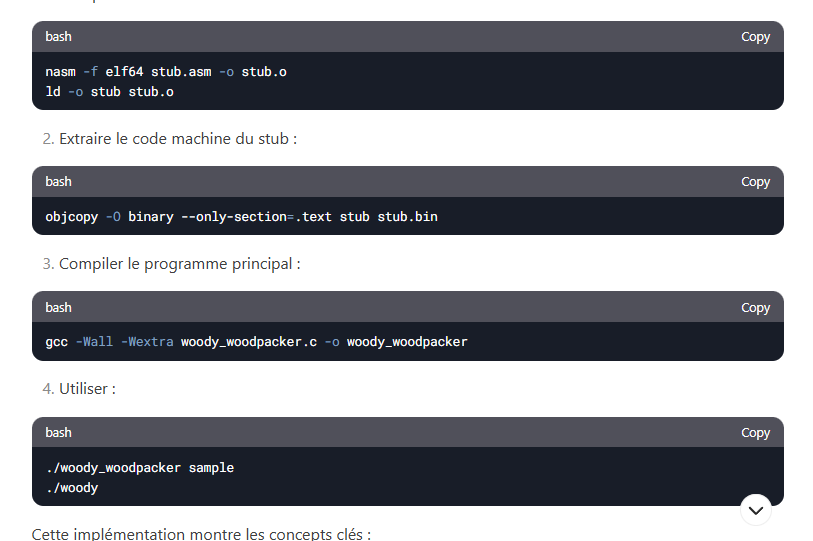 bash Copy
nasm -f elf64 stub.asm -o stub.o
ld -o stub stub.o
2. Extraire le code machine du stub :
bash Copy
objcopy -O binary --only-section=.text stub stub.bin
3. Compiler le programme principal :
bash Copy
gcc -Wall -Wextra woody_woodpacker.c -o woody_woodpacker
4. Utiliser :
bash Copy
./woody_woodpacker sample
./woody
Cette implémentation montre les concepts clés :